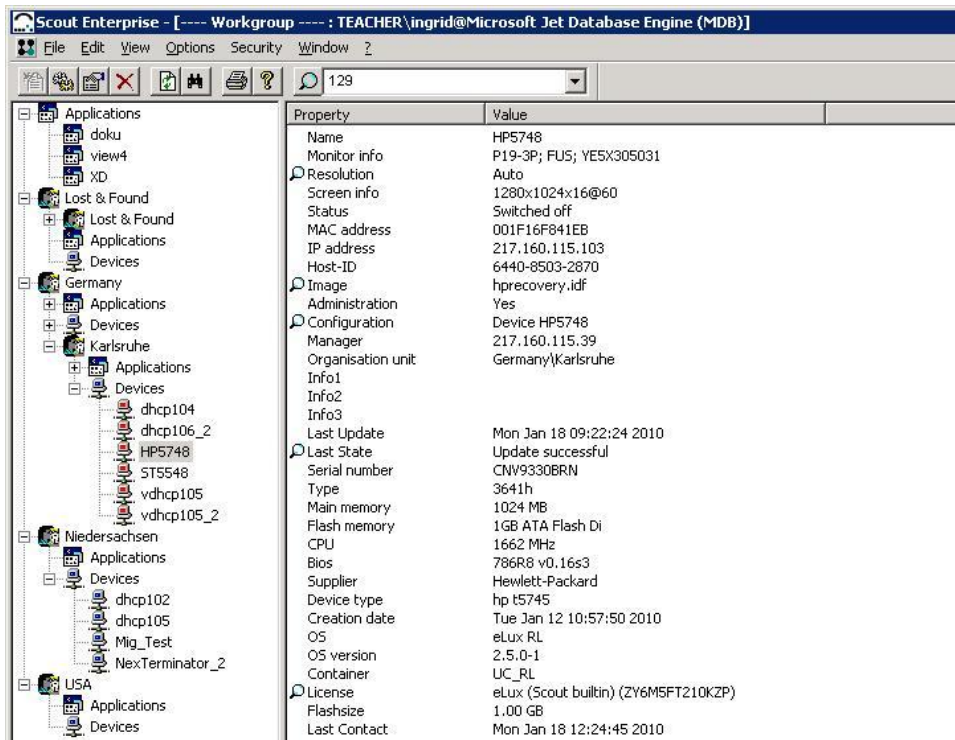 Scout Enterprise - [---- Workgroup ---- : TEACHER\ingrid@Microsoft Jet Database Engine (MDB)]
File Edit View Options Security Window ?
129
Applications
doku
view4
XD
Lost & Found
Lost & Found
Applications
Devices
Germany
Applications
Devices
Karlsruhe
Applications
Devices
dhcp104
dhcp106_2
HP5748
ST5548
vdhcp105
vdhcp105_2
Niedersachsen
Applications
Devices
dhcp102
dhcp105
Mig_Test
NexTerminator_2
USA
Applications
Devices
Property Value
Name HP5748
Monitor info P19-3P; FUS; YE5X305031
Resolution Auto
Screen info 1280x1024x16@60
Status Switched off
MAC address 001F16F841EB
IP address 217.160.115.103
Host-ID 6440-8503-2870
Image hprecovery.idf
Administration Yes
Configuration Device HP5748
Manager 217.160.115.39
Organisation unit Germany\Karlsruhe
Info1
Info2
Info3
Last Update Mon Jan 18 09:22:24 2010
Last State Update successful
Serial number CNV9330BRN
Type 3641h
Main memory 1024 MB
Flash memory 1GB ATA Flash Di
CPU 1662 MHz
Bios 786R8 v0.16s3
Supplier Hewlett-Packard
Device type hp t5745
Creation date Tue Jan 12 10:57:50 2010
OS eLux RL
OS version 2.5.0-1
Container UC_RL
License eLux (Scout builtin) (ZY6M5FT210KZP)
Flashsize 1.00 GB
Last Contact Mon Jan 18 12:24:45 2010